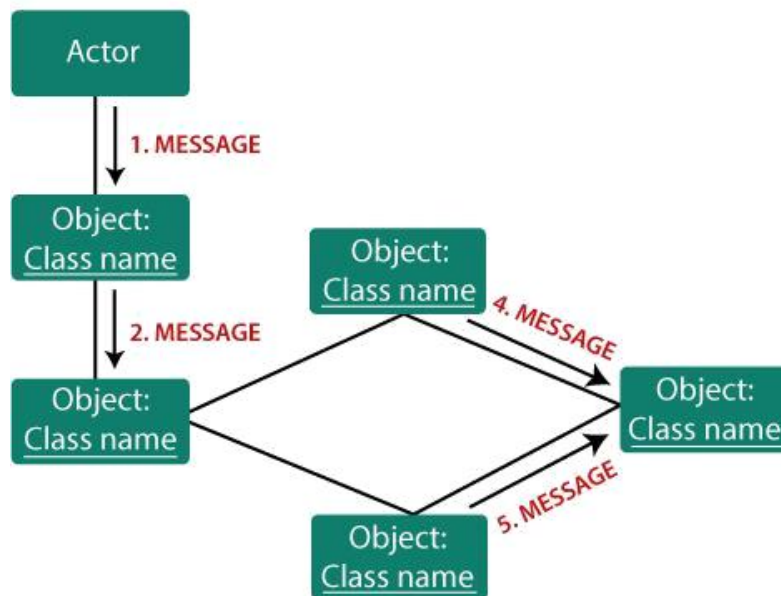 Actor
1. MESSAGE
Object:
Class name
2. MESSAGE
Object:
Class name
Object:
Class name
4. MESSAGE
Object:
Class name
5. MESSAGE
Object:
Class name